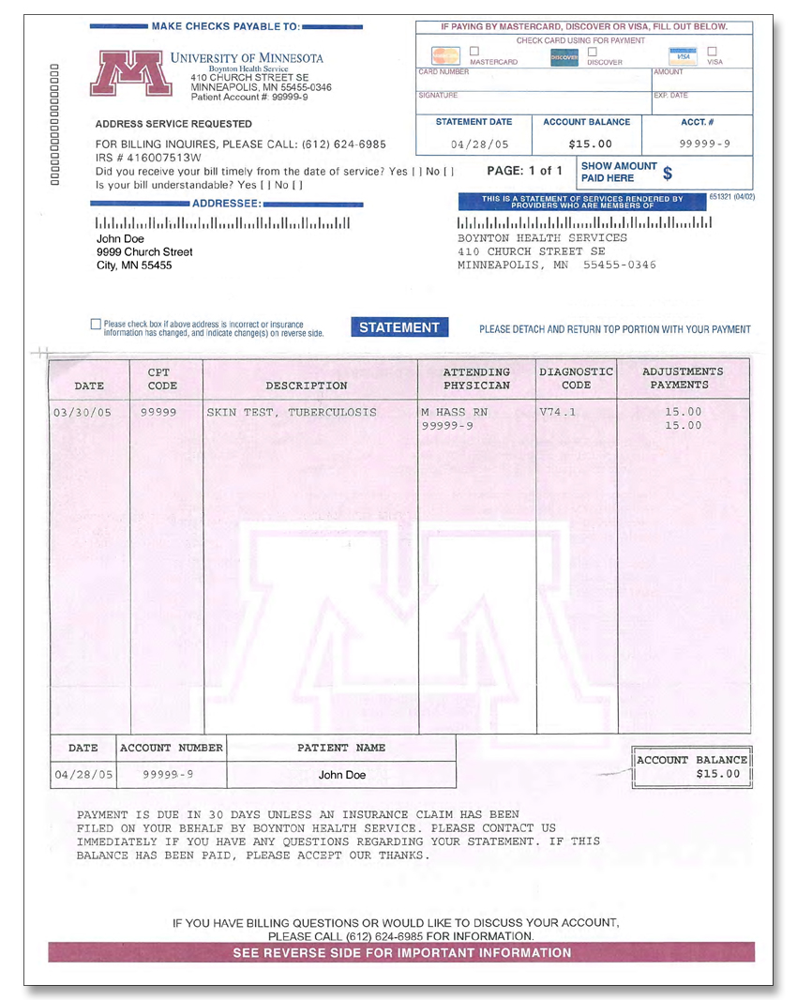 MAKE CHECKS PAYABLE TO:
UNIVERSITY OF MINNESOTA
Boynton Health Service
410 CHURCH STREET SE
MINNEAPOLIS, MN 55455-0346
Patient Account #: 99999-9
ADDRESS SERVICE REQUESTED
FOR BILLING INQUIRES, PLEASE CALL: (612) 624-6985
IRS # 416007513W
Did you receive your bill timely from the date of service? Yes [ ] No [ ]
Is your bill understandable? Yes [ ] No [ ]
IF PAYING BY MASTERCARD, DISCOVER OR VISA, FILL OUT BELOW.
CHECK CARD USING FOR PAYMENT
MASTERCARD DISCOVER DISCOVER VISA VISA
CARD NUMBER AMOUNT
SIGNATURE EXP. DATE
STATEMENT DATE ACCOUNT BALANCE ACCT. #
04/28/05 $15.00 99999-9
PAGE: 1 of 1 SHOW AMOUNT PAID HERE $
ADDRESSEE:
John Doe
9999 Church Street
City, MN 55455
THIS IS A STATEMENT OF SERVICES RENDERED BY
PROVIDERS WHO ARE MEMBERS OF
651321 (04/02)
BOYNTON HEALTH SERVICES
410 CHURCH STREET SE
MINNEAPOLIS, MN 55455-0346
Please check box if above address is incorrect or insurance
information has changed, and indicate change(s) on reverse side.
STATEMENT
PLEASE DETACH AND RETURN TOP PORTION WITH YOUR PAYMENT
DATE CPT CODE DESCRIPTION ATTENDING PHYSICIAN DIAGNOSTIC CODE ADJUSTMENTS PAYMENTS
03/30/05 99999 SKIN TEST, TUBERCULOSIS M HASS RN V74.1 15.00
99999-9 15.00
DATE ACCOUNT NUMBER PATIENT NAME
04/28/05 99999-9 John Doe
ACCOUNT BALANCE
$15.00
PAYMENT IS DUE IN 30 DAYS UNLESS AN INSURANCE CLAIM HAS BEEN
FILED ON YOUR BEHALF BY BOYNTON HEALTH SERVICE. PLEASE CONTACT US
IMMEDIATELY IF YOU HAVE ANY QUESTIONS REGARDING YOUR STATEMENT. IF THIS
BALANCE HAS BEEN PAID, PLEASE ACCEPT OUR THANKS.
IF YOU HAVE BILLING QUESTIONS OR WOULD LIKE TO DISCUSS YOUR ACCOUNT,
PLEASE CALL (612) 624-6985 FOR INFORMATION.
SEE REVERSE SIDE FOR IMPORTANT INFORMATION